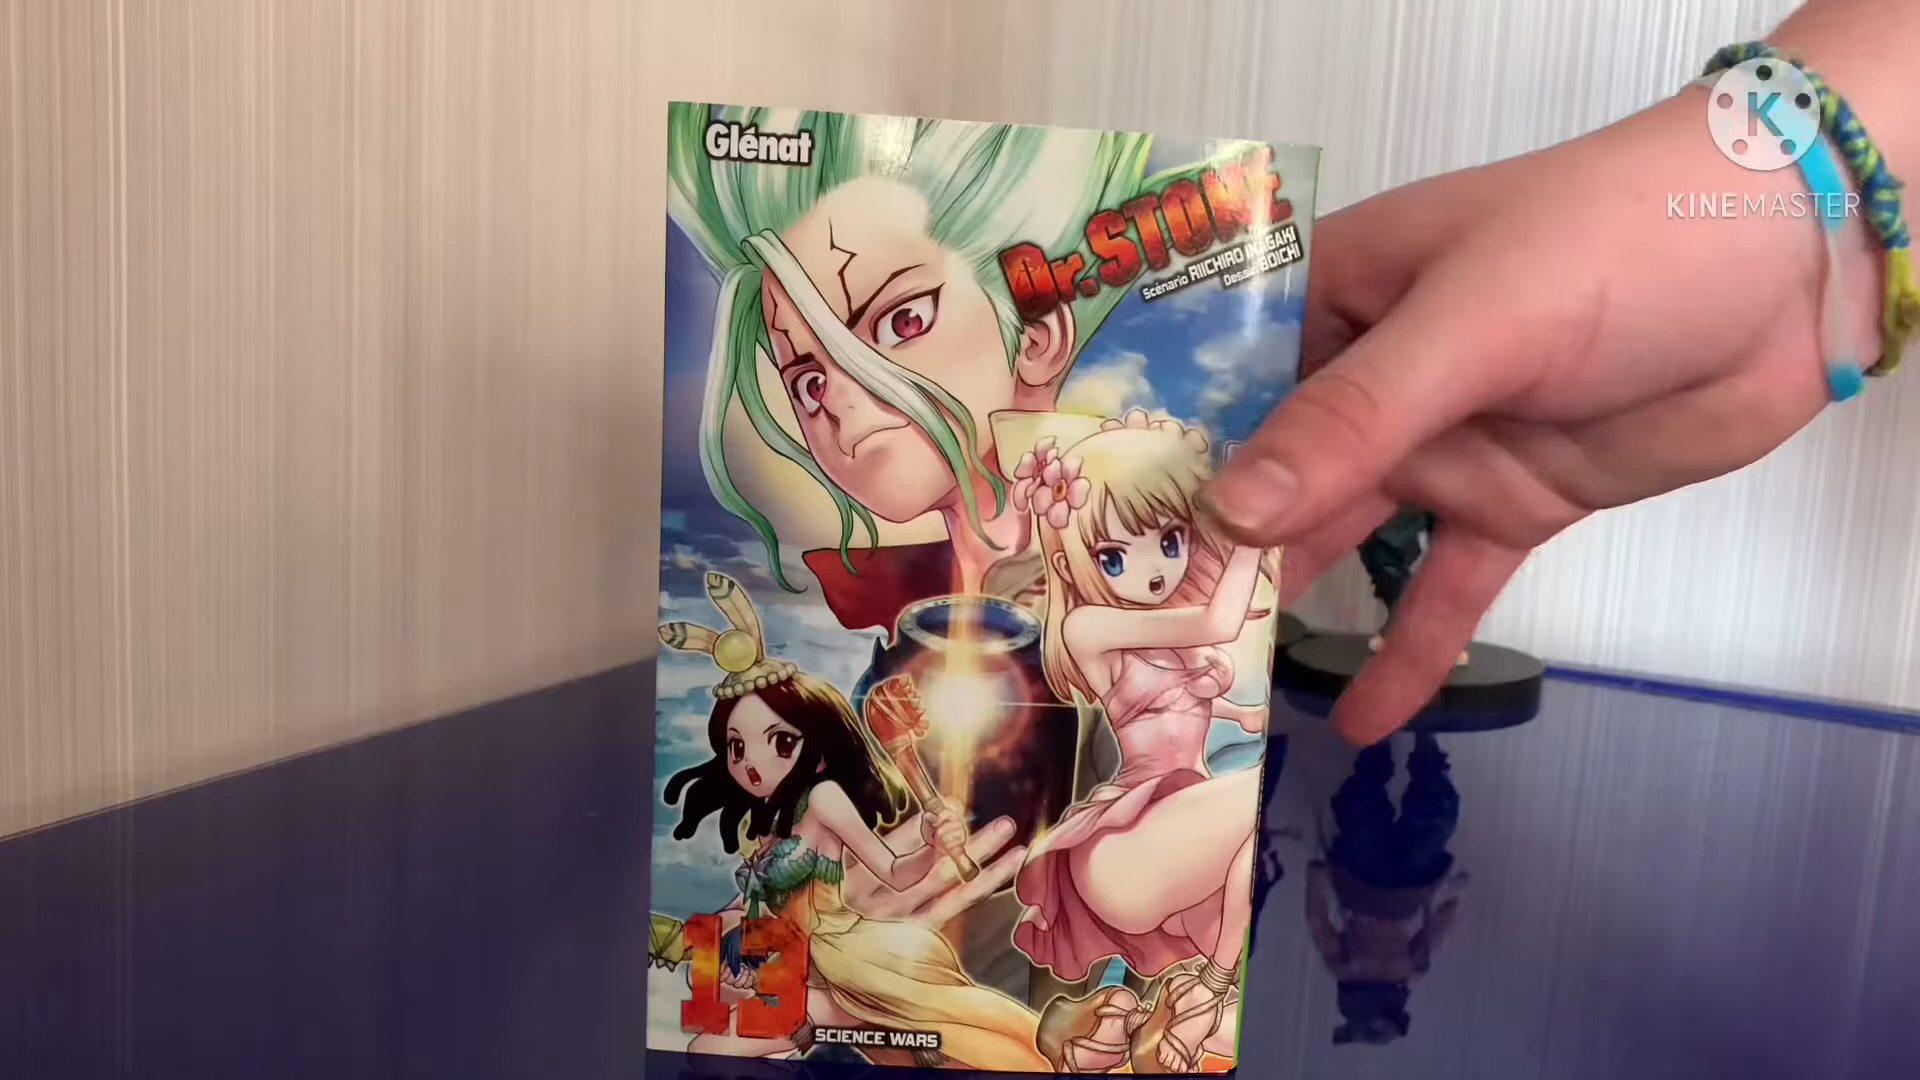 Glénat
Dr.STONE
Scénario RIICHIRO INAGAKI
Dessin BOICHI
13
SCIENCE WARS
K
KINEMASTER